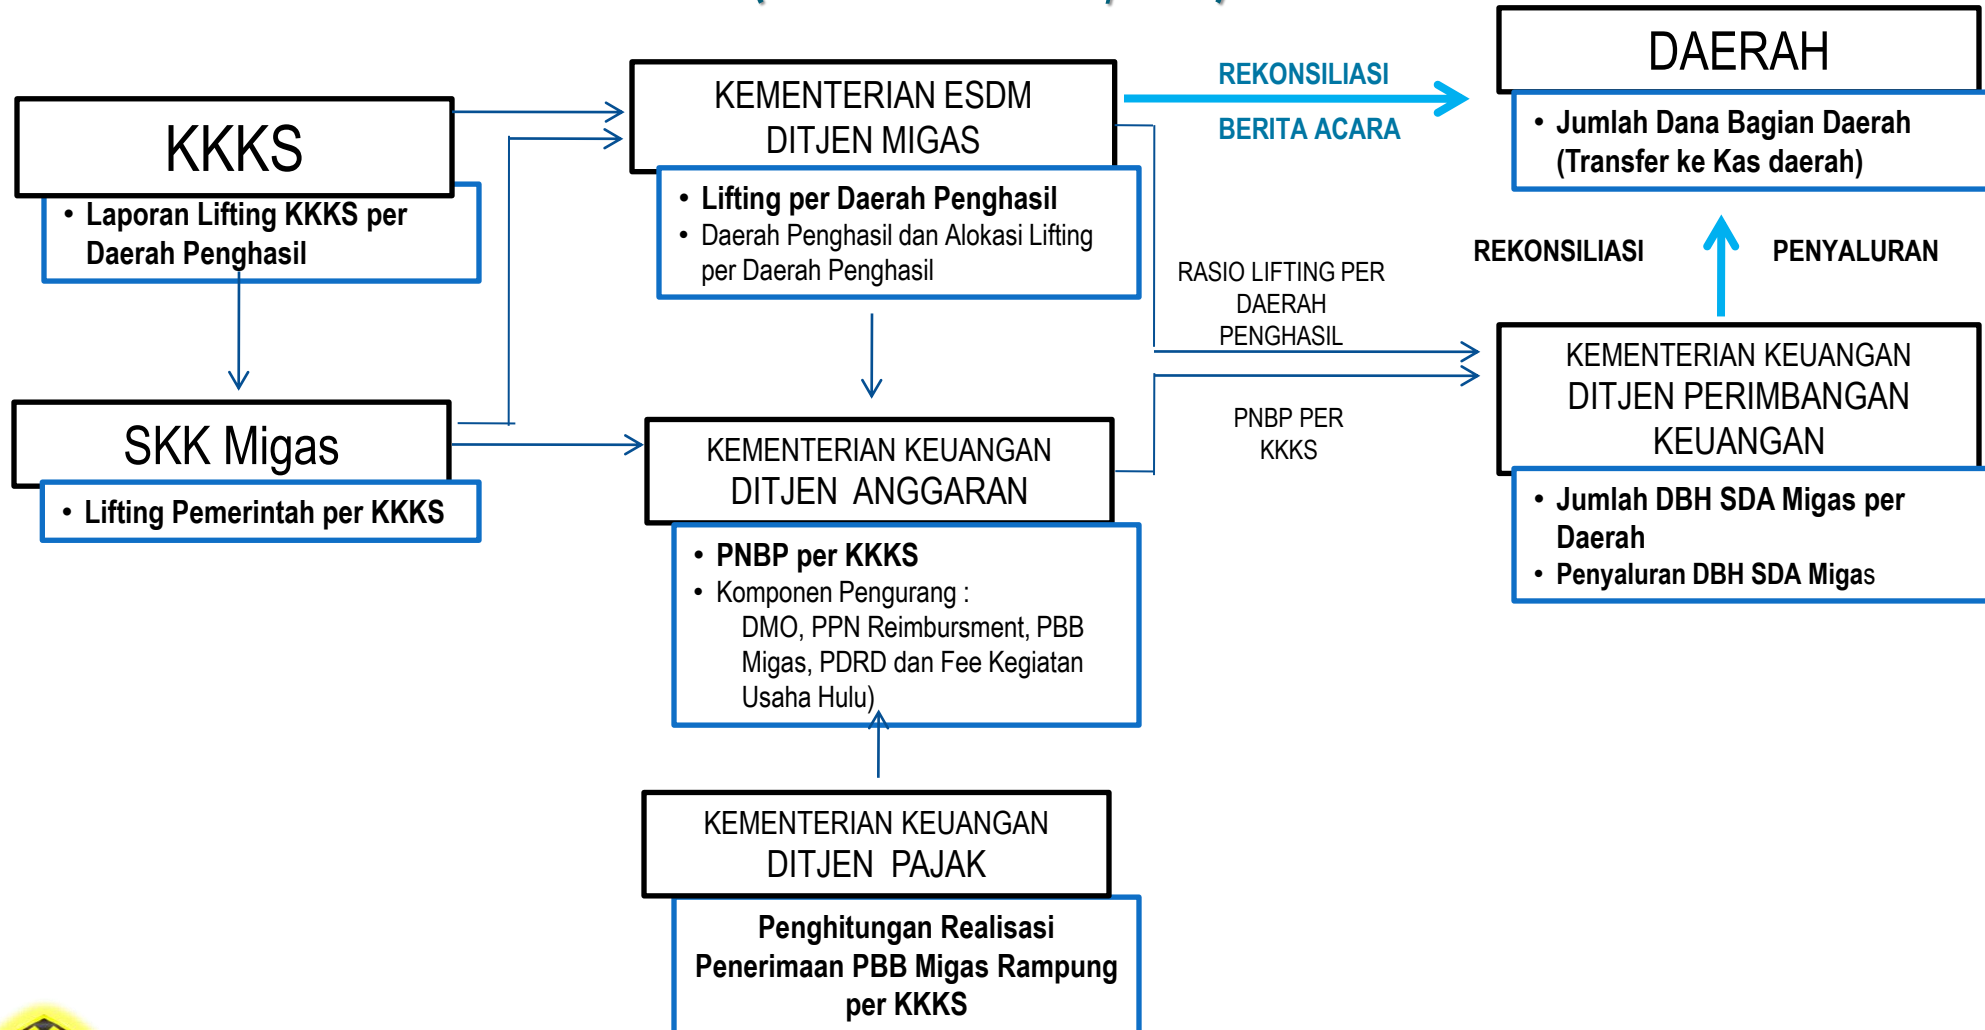 KKKS
• Laporan Lifting KKKS per
Daerah Penghasil
SKK Migas
• Lifting Pemerintah per KKKS
KEMENTERIAN ESDM
DITJEN MIGAS
• Lifting per Daerah Penghasil
• Daerah Penghasil dan Alokasi Lifting
per Daerah Penghasil
KEMENTERIAN KEUANGAN
DITJEN ANGGARAN
• PNBP per KKKS
• Komponen Pengurang :
DMO, PPN Reimbursment, PBB
Migas, PDRD dan Fee Kegiatan
Usaha Hulu)
KEMENTERIAN KEUANGAN
DITJEN PAJAK
Penghitungan Realisasi
Penerimaan PBB Migas Rampung
per KKKS
REKONSILIASI
BERITA ACARA
RASIO LIFTING PER
DAERAH
PENGHASIL
PNBP PER
KKKS
DAERAH
• Jumlah Dana Bagian Daerah
(Transfer ke Kas daerah)
REKONSILIASI
PENYALURAN
KEMENTERIAN KEUANGAN
DITJEN PERIMBANGAN
KEUANGAN
• Jumlah DBH SDA Migas per
Daerah
• Penyaluran DBH SDA Migas